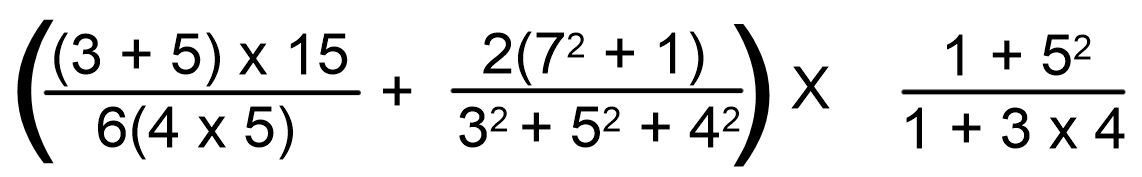 ((3 + 5) x 15 / 6(4 x 5) + 2(7² + 1) / 3² + 5² + 4²) x 1 + 5² / 1 + 3 x 4